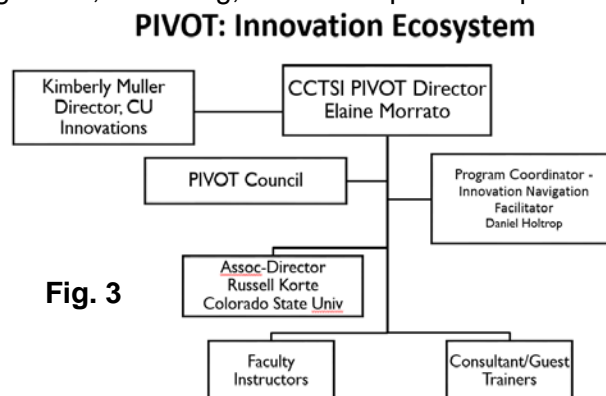 PIVOT: Innovation Ecosystem
Kimberly Muller
Director, CU
Innovations
CCTSI PIVOT Director
Elaine Morrato
PIVOT Council
Program Coordinator -
Innovation Navigation
Facilitator
Daniel Holtrop
Assoc-Director
Russell Korte
Colorado State Univ
Fig. 3
Faculty
Instructors
Consultant/Guest
Trainers